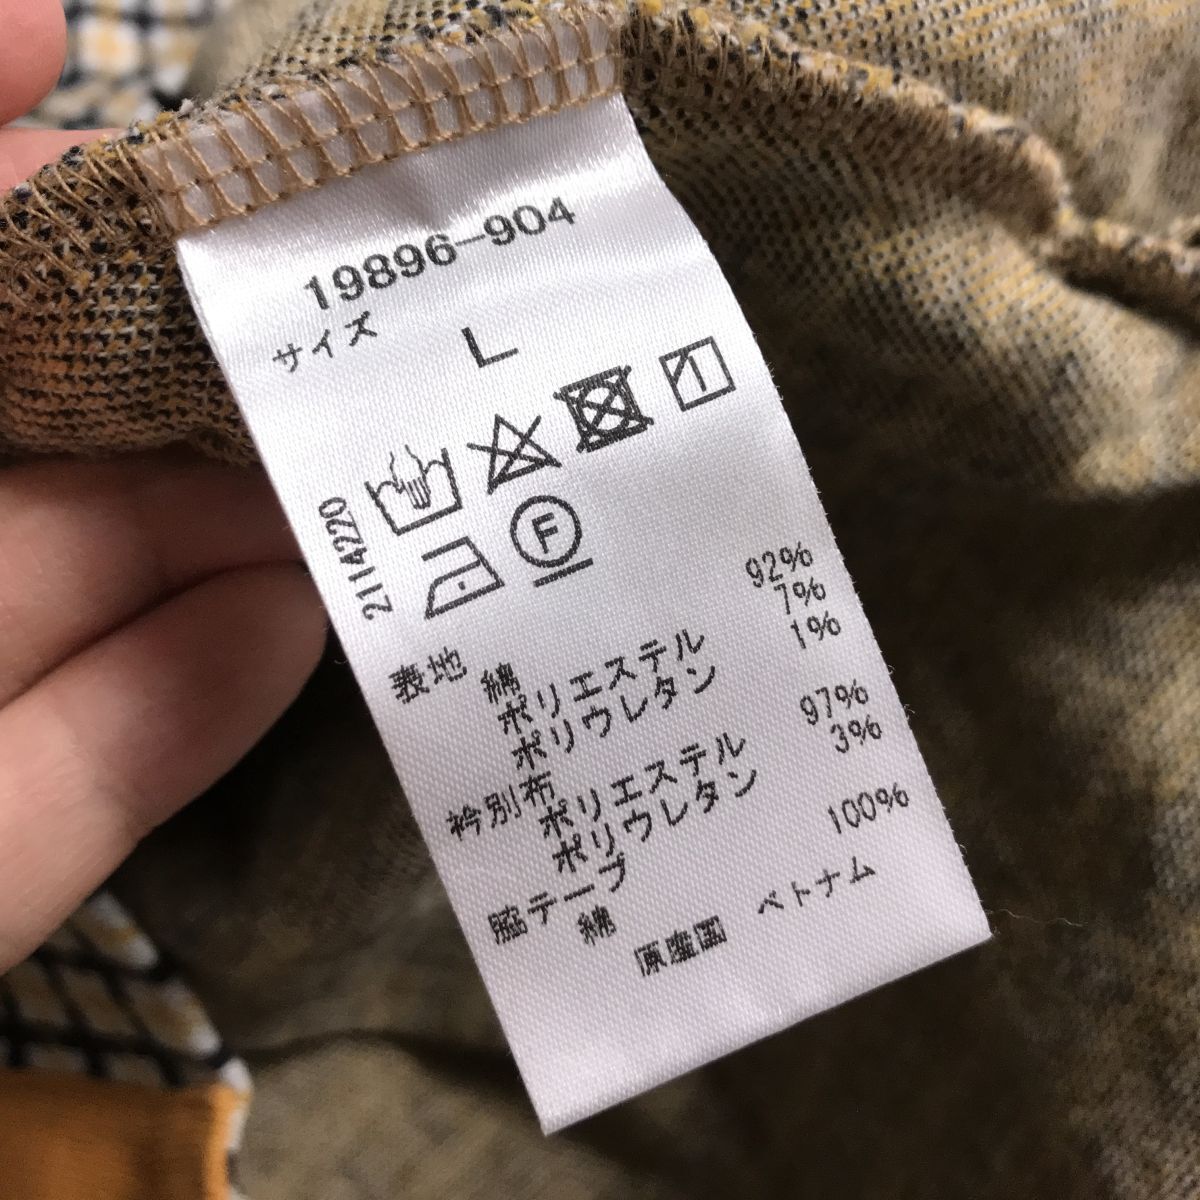 19896-904
サイズ L
F
2114220
表地 綿 92%
ポリエステル 7%
ポリウレタン 1%
衿別布
ポリエステル 97%
ポリウレタン 3%
脇テープ
綿 100%
原産国 ベトナム